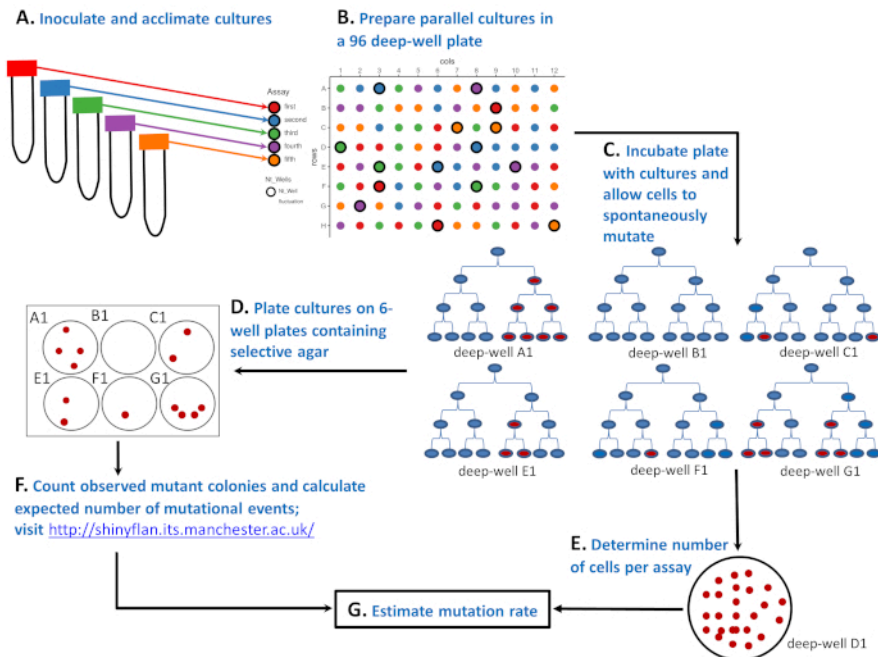 A. Inoculate and acclimate cultures
B. Prepare parallel cultures in
a 96 deep-well plate
cols
1 2 3 4 5 6 7 8 9 10 11 12
Assay
first
second
third
fourth
fifth
Nt_Wells
Nt_Well
fluctuation
rows
A
B
C
D
E
F
G
H
C. Incubate plate
with cultures and
allow cells to
spontaneously
mutate
deep-well A1
deep-well B1
deep-well C1
deep-well E1
deep-well F1
deep-well G1
D. Plate cultures on 6-
well plates containing
selective agar
A1 B1 C1
E1 F1 G1
F. Count observed mutant colonies and calculate
expected number of mutational events;
visit http://shinyflan.its.manchester.ac.uk/
E. Determine number
of cells per assay
deep-well D1
G. Estimate mutation rate